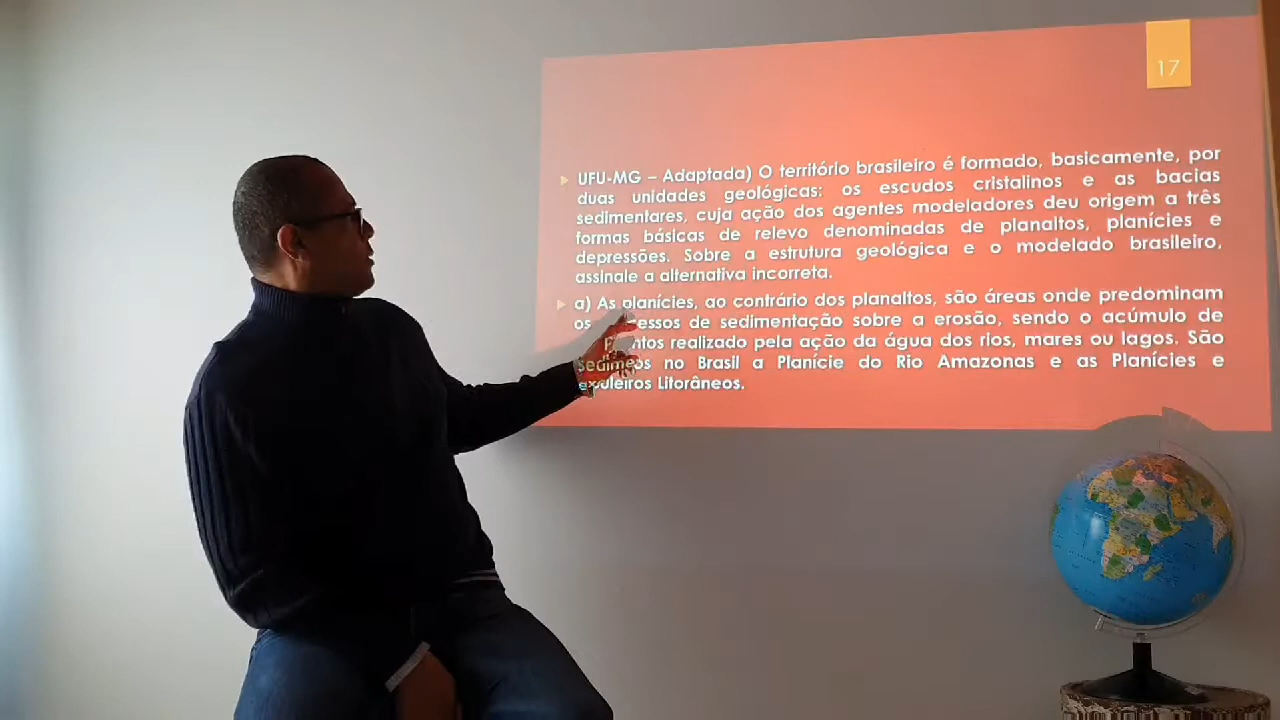 17
UFU-MG – Adaptada) O território brasileiro é formado, basicamente, por
duas unidades geológicas: os escudos cristalinos e as bacias
sedimentares, cuja ação dos agentes modeladores deu origem a três
formas básicas de relevo denominadas de planaltos, planícies e
depressões. Sobre a estrutura geológica e o modelado brasileiro,
assinale a alternativa incorreta.
a) As planícies, ao contrário dos planaltos, são áreas onde predominam
os de sedimentação sobre a erosão, sendo o acúmulo de
realizado pela ação da água dos rios, mares ou lagos. São
no Brasil a Planície do Rio Amazonas e as Planícies e
Litorâneos.